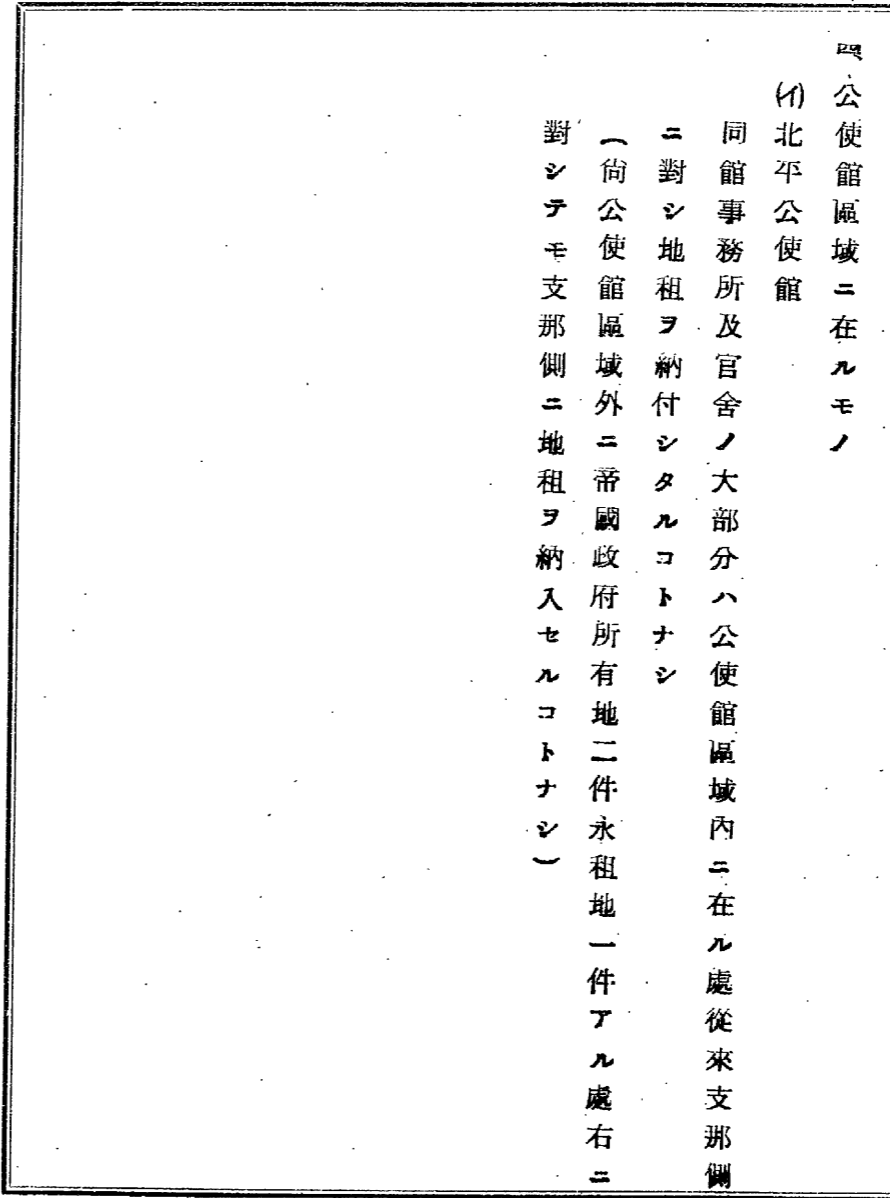 四、公使館區域ニ在ルモノ
(イ)北平公使館
同館事務所及官舍ノ大部分ハ公使館區域內ニ在ル處從來支那側
ニ對シ地租ヲ納付シタルコトナシ
(尙公使館區域外ニ帝國政府所有地二件永租地一件アル處右ニ
對シテモ支那側ニ地租ヲ納入セルコトナシ)